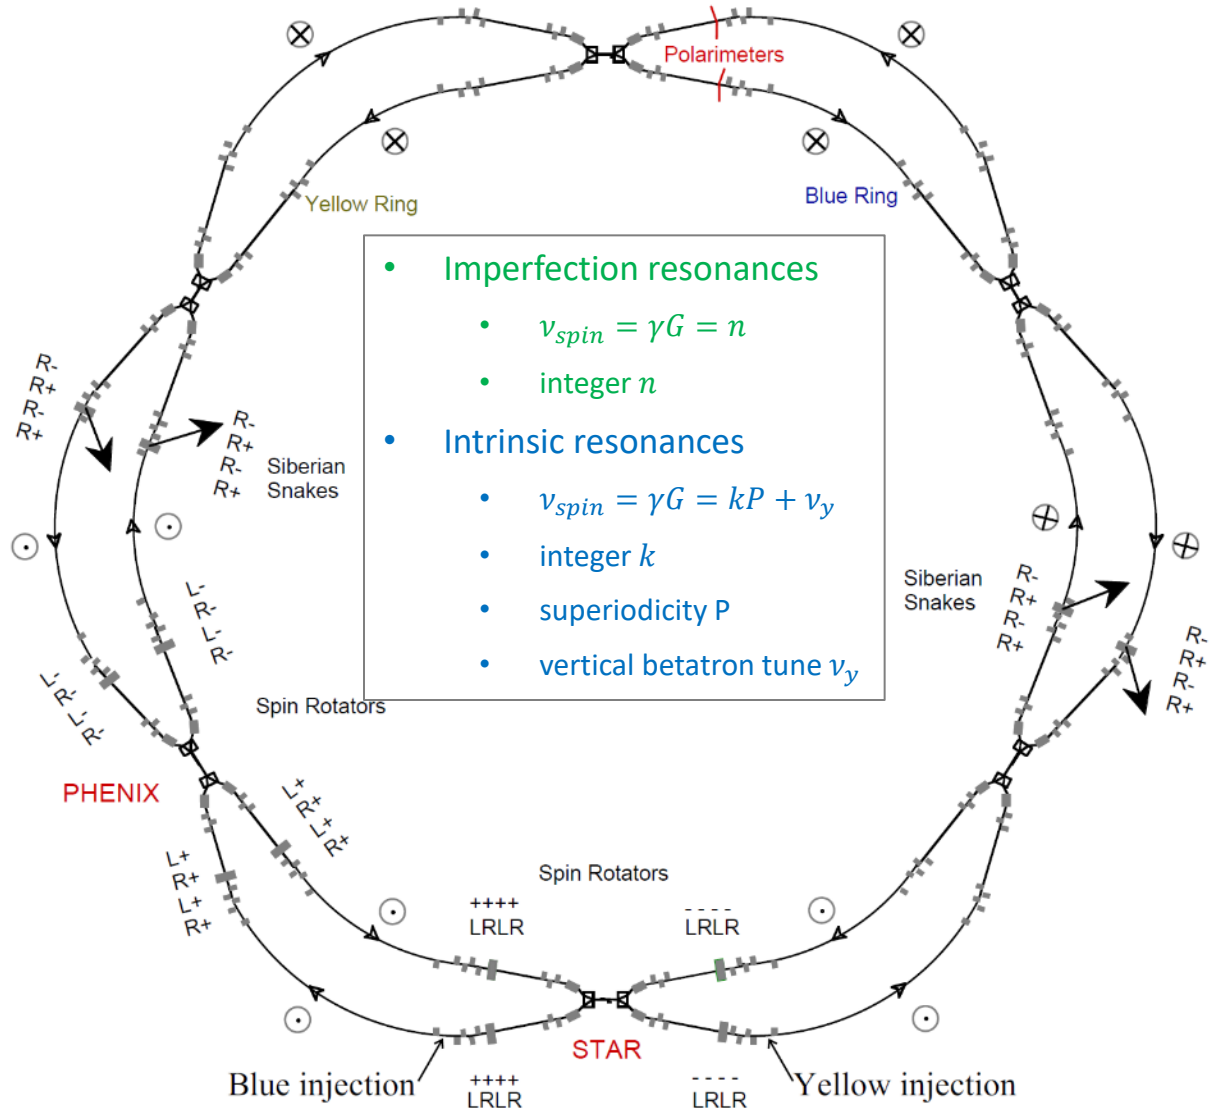 Polarimeters
Yellow Ring
Blue Ring
• Imperfection resonances
• ν_spin = γG = n
• integer n
• Intrinsic resonances
• ν_spin = γG = kP + ν_y
• integer k
• superiodicity P
• vertical betatron tune ν_y
R-
R+
R-
R+
R-
R+
R-
R+
Siberian
Snakes
Siberian
Snakes
R-
R+
R-
R+
R-
R+
R-
R+
L-
R-
L-
R-
L-
R-
L-
R-
Spin Rotators
PHENIX
L+
R+
L+
R+
L+
R+
L+
R+
Spin Rotators
++++
LRLR
- - - -
LRLR
STAR
Blue injection
++++
LRLR
- - - -
LRLR
Yellow injection